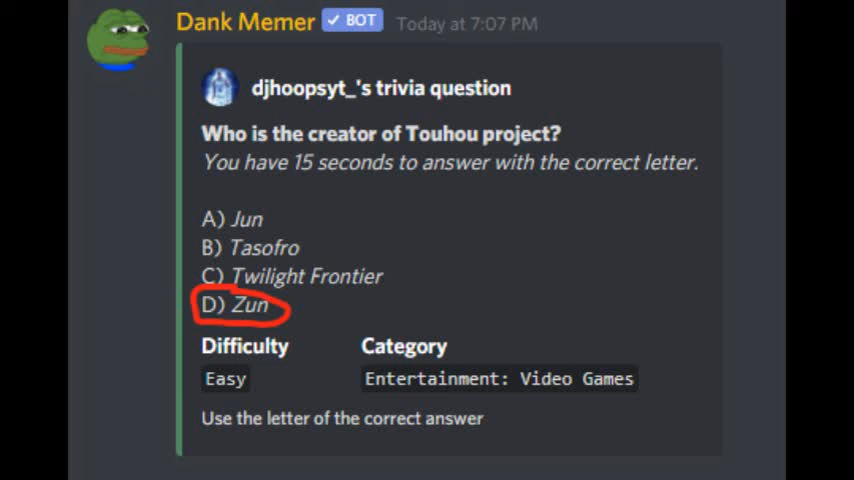 Dank Memer ✓ BOT Today at 7:07 PM
djhoopsyt_'s trivia question
Who is the creator of Touhou project?
You have 15 seconds to answer with the correct letter.
A) Jun
B) Tasofro
C) Twilight Frontier
D) Zun
Difficulty Category
Easy Entertainment: Video Games
Use the letter of the correct answer